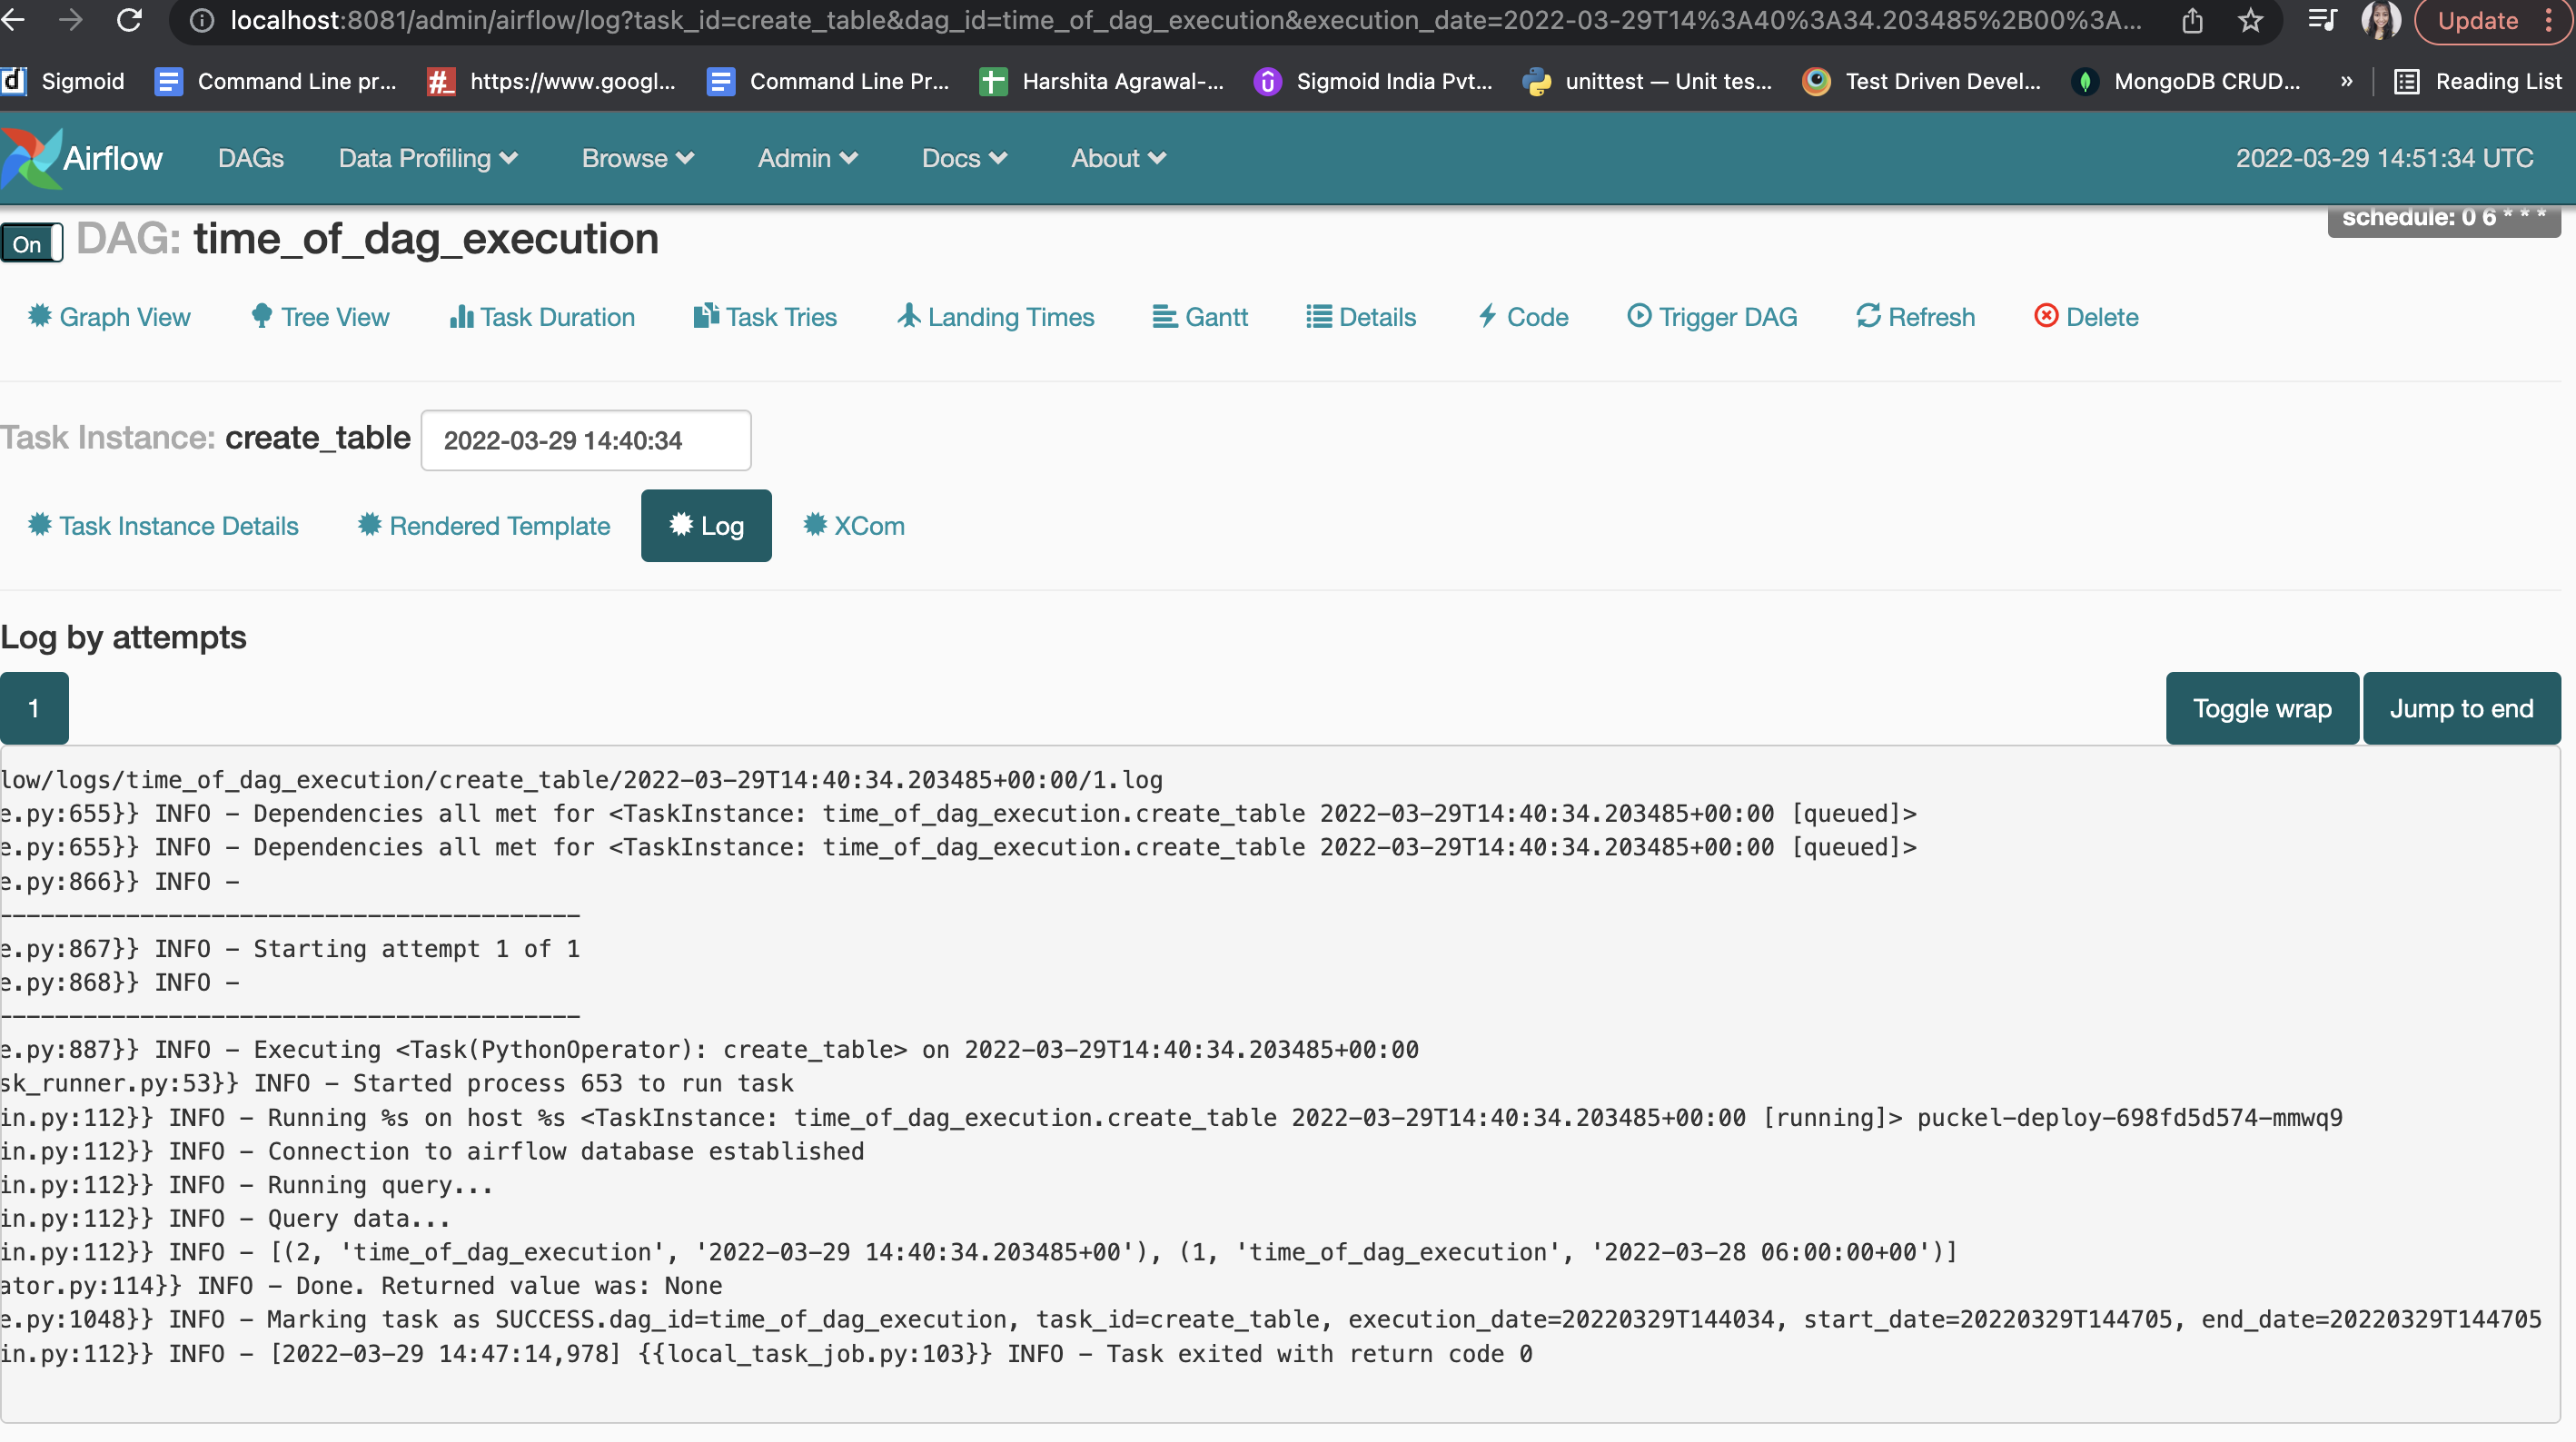 localhost:8081/admin/airflow/log?task_id=create_table&dag_id=time_of_dag_execution&execution_date=2022-03-29T14%3A40%3A34.203485%2B00%3A...
Update
Sigmoid
Command Line pr...
https://www.googl...
Command Line Pr...
Harshita Agrawal-...
Sigmoid India Pvt...
unittest — Unit tes...
Test Driven Devel...
MongoDB CRUD...
»
Reading List
Airflow
DAGs
Data Profiling
Browse
Admin
Docs
About
2022-03-29 14:51:34 UTC
On
DAG: time_of_dag_execution
schedule: 0 6 * * *
Graph View
Tree View
Task Duration
Task Tries
Landing Times
Gantt
Details
Code
Trigger DAG
Refresh
Delete
Task Instance: create_table
2022-03-29 14:40:34
Task Instance Details
Rendered Template
Log
XCom
Log by attempts
1
Toggle wrap
Jump to end
low/logs/time_of_dag_execution/create_table/2022-03-29T14:40:34.203485+00:00/1.log
e.py:655}} INFO - Dependencies all met for <TaskInstance: time_of_dag_execution.create_table 2022-03-29T14:40:34.203485+00:00 [queued]>
e.py:655}} INFO - Dependencies all met for <TaskInstance: time_of_dag_execution.create_table 2022-03-29T14:40:34.203485+00:00 [queued]>
e.py:866}} INFO -
-----------------------------------------
e.py:867}} INFO - Starting attempt 1 of 1
e.py:868}} INFO -
-----------------------------------------
e.py:887}} INFO - Executing <Task(PythonOperator): create_table> on 2022-03-29T14:40:34.203485+00:00
sk_runner.py:53}} INFO - Started process 653 to run task
in.py:112}} INFO - Running %s on host %s <TaskInstance: time_of_dag_execution.create_table 2022-03-29T14:40:34.203485+00:00 [running]> puckel-deploy-698fd5d574-mmwq9
in.py:112}} INFO - Connection to airflow database established
in.py:112}} INFO - Running query...
in.py:112}} INFO - Query data...
in.py:112}} INFO - [(2, 'time_of_dag_execution', '2022-03-29 14:40:34.203485+00'), (1, 'time_of_dag_execution', '2022-03-28 06:00:00+00')]
ator.py:114}} INFO - Done. Returned value was: None
e.py:1048}} INFO - Marking task as SUCCESS.dag_id=time_of_dag_execution, task_id=create_table, execution_date=20220329T144034, start_date=20220329T144705, end_date=20220329T144705
in.py:112}} INFO - [2022-03-29 14:47:14,978] {{local_task_job.py:103}} INFO - Task exited with return code 0